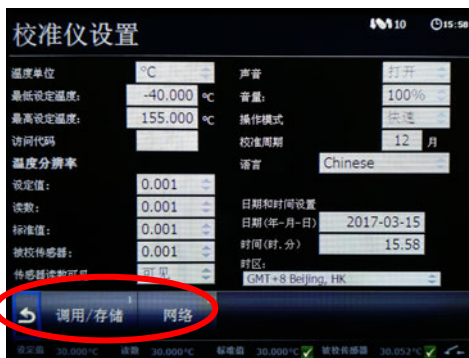 校准仪设置 10 15:58
温度单位 °C 声音 打开
最低设定温度: -40.000 °C 音量: 100%
最高设定温度: 155.000 °C 操作模式 快速
访问代码 校准周期 12 月
温度分辨率 语言 Chinese
设定值: 0.001
读数: 0.001 日期和时间设置
标准值: 0.001 日期(年-月-日) 2017-03-15
被校传感器: 0.001 时间(时.分) 15.58
传感器读数可见 可见 时区:
GMT+8 Beijing, HK
调用/存储 1 网络
设定值 30.000°C 读数 30.000°C 标准值 30.000°C 被校传感器 30.052°C